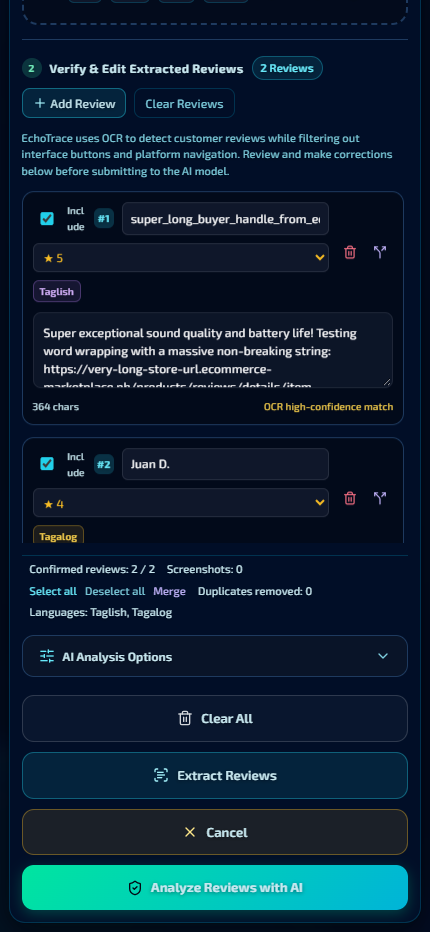 2 Verify & Edit Extracted Reviews 2 Reviews
+ Add Review Clear Reviews
EchoTrace uses OCR to detect customer reviews while filtering out
interface buttons and platform navigation. Review and make corrections
below before submitting to the AI model.
Incl
ude #1 super_long_buyer_handle_from_e
★ 5
Taglish
Super exceptional sound quality and battery life! Testing
word wrapping with a massive non-breaking string:
https://very-long-store-url.ecommerce-
marketplace.ph/products/reviews/details/item
364 chars OCR high-confidence match
Incl
ude #2 Juan D.
★ 4
Tagalog
Confirmed reviews: 2 / 2 Screenshots: 0
Select all Deselect all Merge Duplicates removed: 0
Languages: Taglish, Tagalog
AI Analysis Options
Clear All
Extract Reviews
Cancel
Analyze Reviews with AI